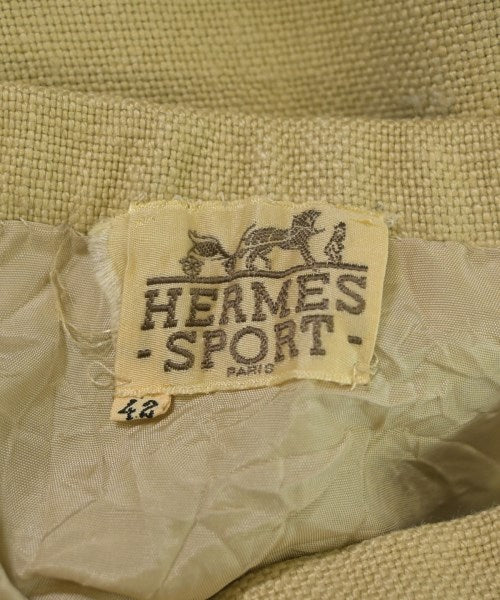 HERMES
- SPORT -
PARIS
42